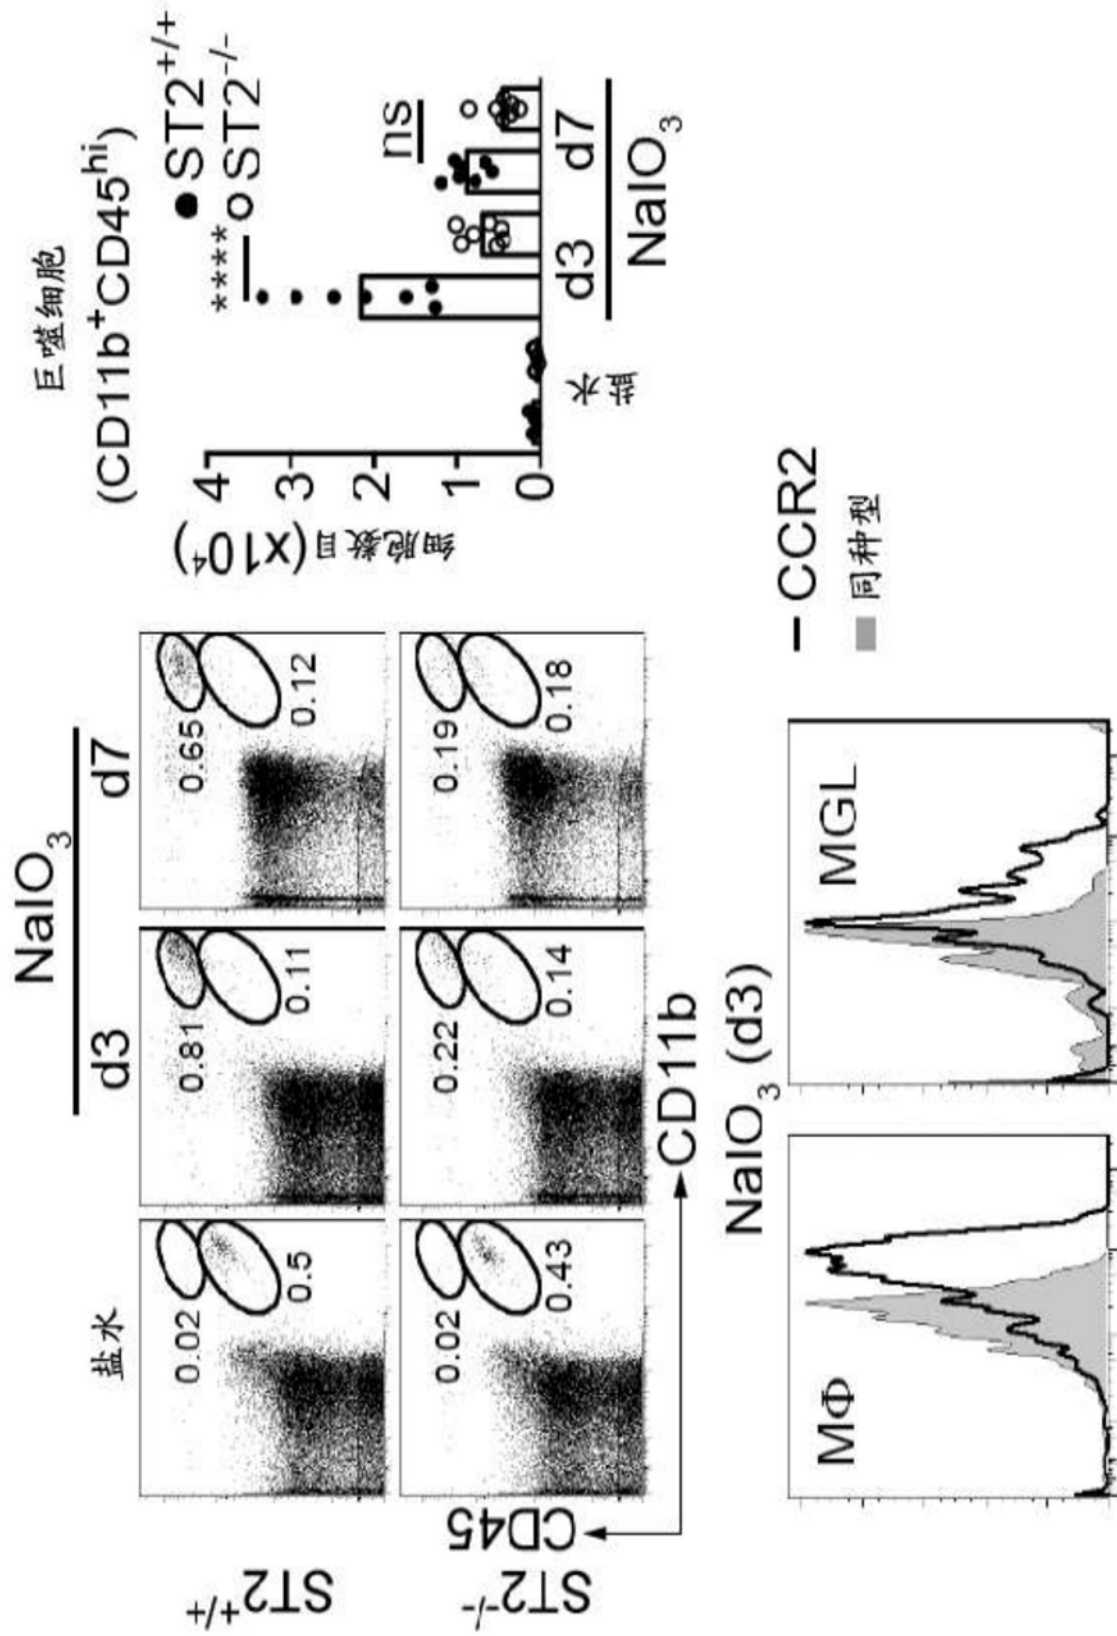 NaIO3
盐水
d3
d7
ST2+/+
0.02
0.5
0.81
0.11
0.65
0.12
ST2-/-
0.02
0.43
0.22
0.14
0.19
0.18
CD45
CD11b
巨噬细胞
(CD11b+CD45hi)
●ST2+/+
○ST2-/-
****
ns
细胞数目(x10⁴)
4
3
2
1
0
盐水
d3
d7
NaIO3
NaIO3 (d3)
MΦ
MGL
CCR2
同种型